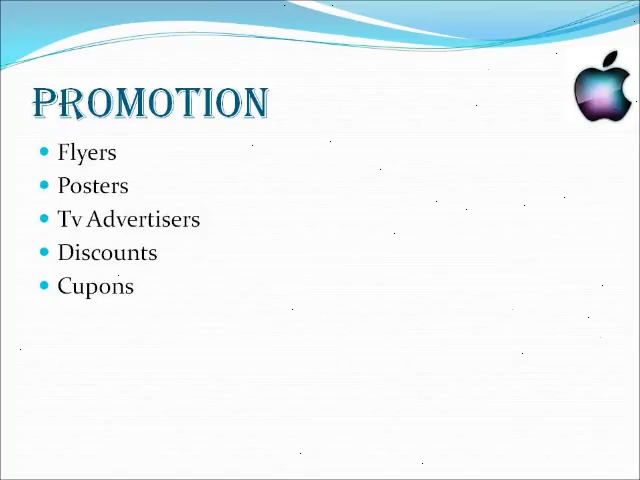 PROMOTION
Flyers
Posters
Tv Advertisers
Discounts
Cupons